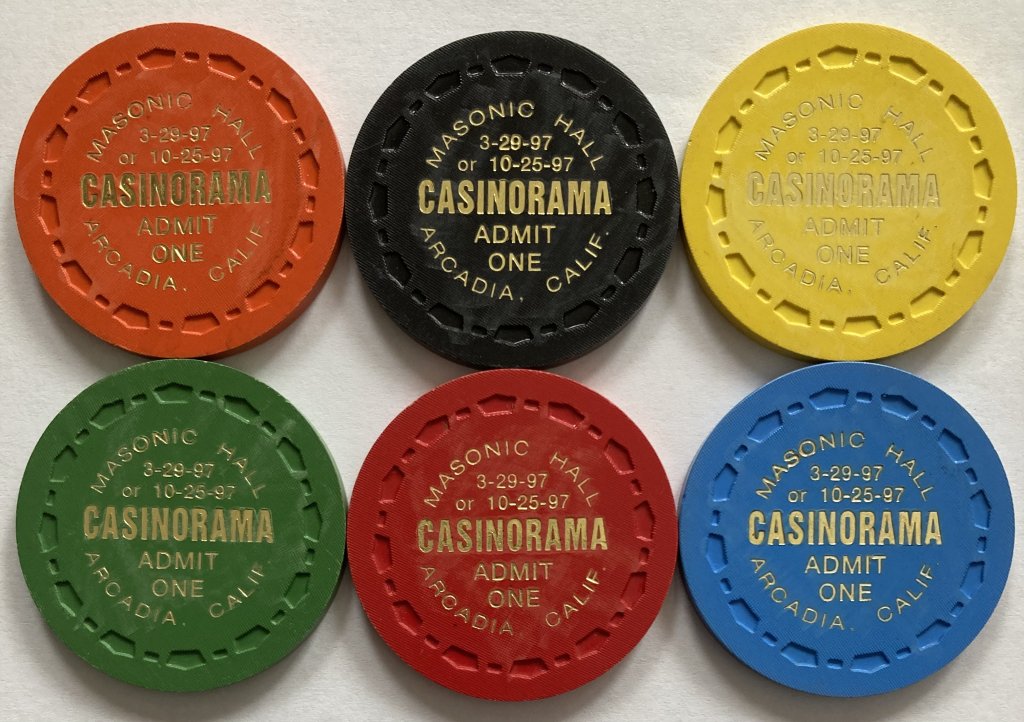 MASONIC HALL
3-29-97
or 10-25-97
CASINORAMA
ADMIT
ONE
ARCADIA, CALIF.
MASONIC HALL
3-29-97
or 10-25-97
CASINORAMA
ADMIT
ONE
ARCADIA, CALIF.
MASONIC HALL
3-29-97
or 10-25-97
CASINORAMA
ADMIT
ONE
ARCADIA, CALIF.
MASONIC HALL
3-29-97
or 10-25-97
CASINORAMA
ADMIT
ONE
ARCADIA, CALIF.
MASONIC HALL
3-29-97
or 10-25-97
CASINORAMA
ADMIT
ONE
ARCADIA, CALIF.
MASONIC HALL
3-29-97
or 10-25-97
CASINORAMA
ADMIT
ONE
ARCADIA, CALIF.